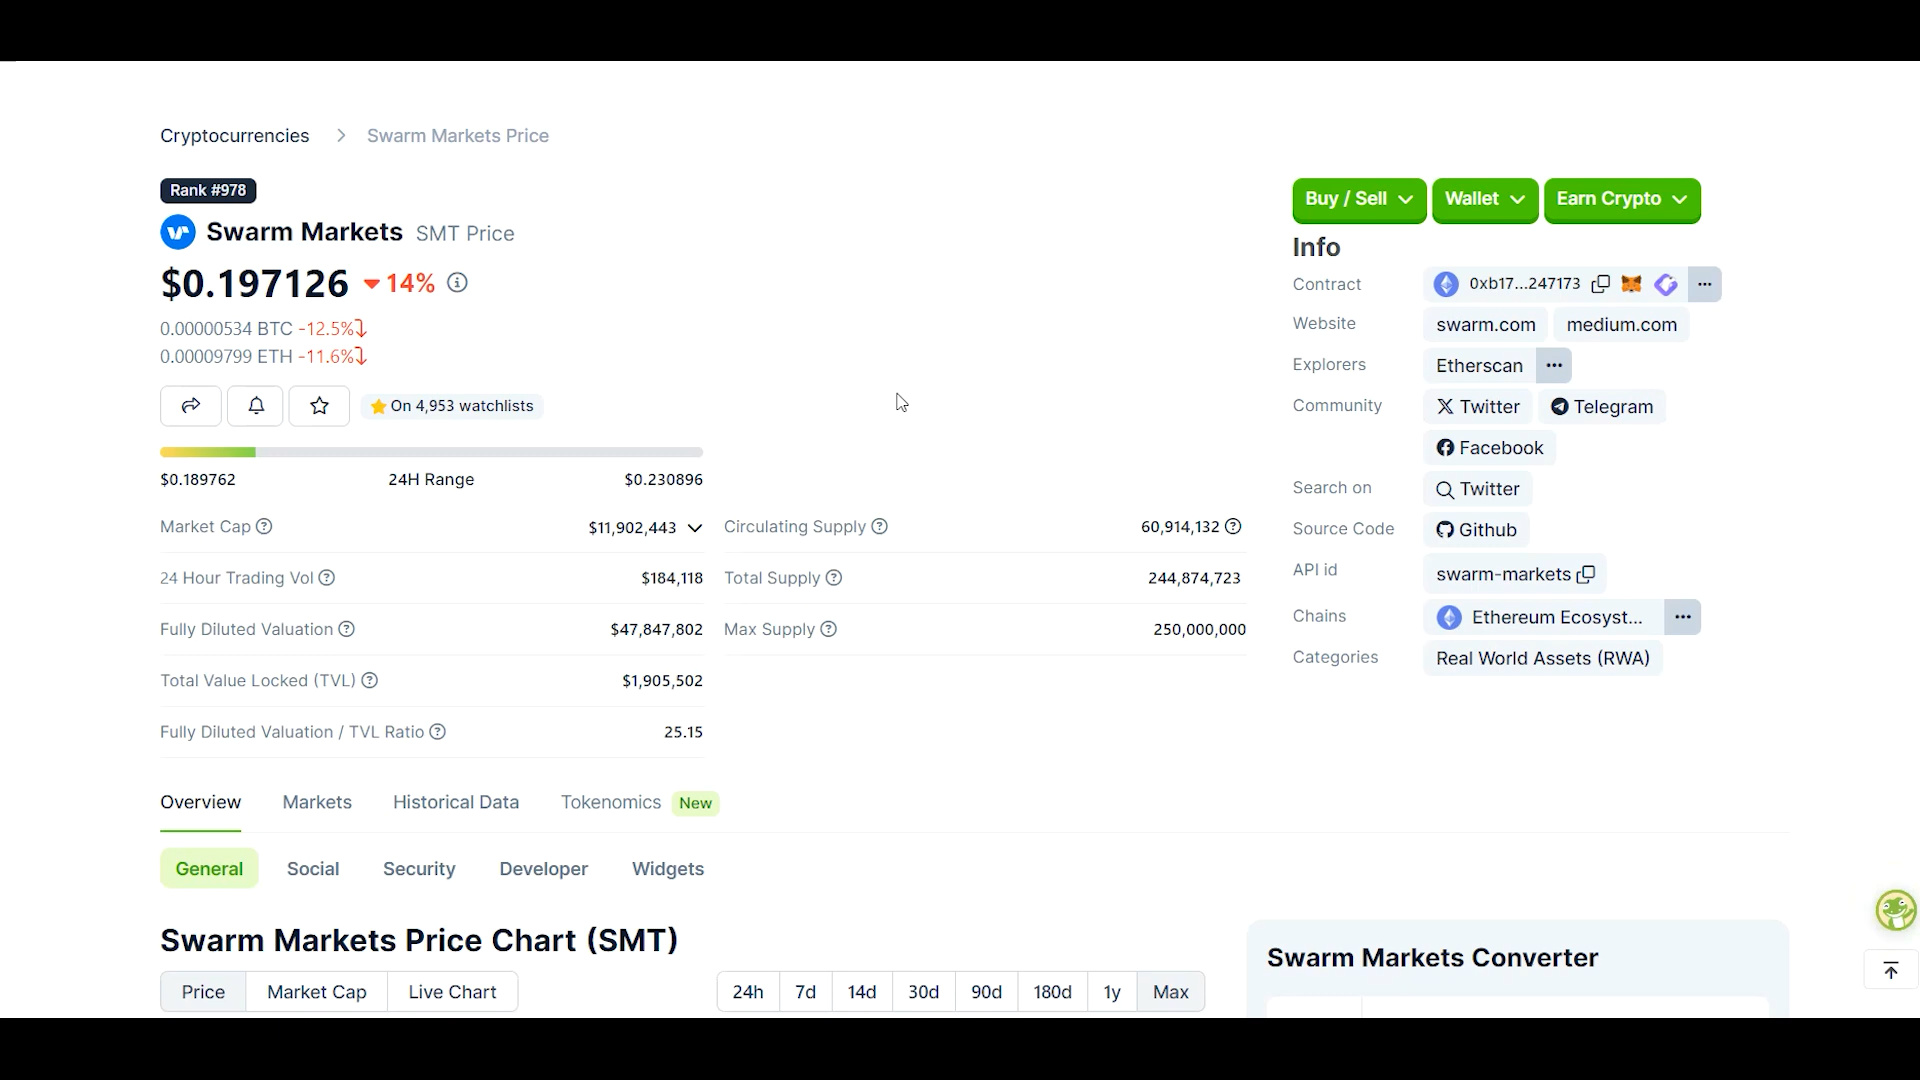 Cryptocurrencies > Swarm Markets Price
Rank #978
Swarm Markets SMT Price
$0.197126 14%
0.00000534 BTC -12.5%
0.00009799 ETH -11.6%
On 4,953 watchlists
$0.189762 24H Range $0.230896
Market Cap $11,902,443
24 Hour Trading Vol $184,118
Fully Diluted Valuation $47,847,802
Total Value Locked (TVL) $1,905,502
Fully Diluted Valuation / TVL Ratio 25.15
Circulating Supply 60,914,132
Total Supply 244,874,723
Max Supply 250,000,000
Buy / Sell Wallet Earn Crypto
Info
Contract 0xb17...247173 ...
Website swarm.com medium.com
Explorers Etherscan ...
Community Twitter Telegram
Facebook
Search on Twitter
Source Code Github
API id swarm-markets
Chains Ethereum Ecosyst... ...
Categories Real World Assets (RWA)
Overview Markets Historical Data Tokenomics New
General Social Security Developer Widgets
Swarm Markets Price Chart (SMT)
Price Market Cap Live Chart 24h 7d 14d 30d 90d 180d 1y Max
Swarm Markets Converter